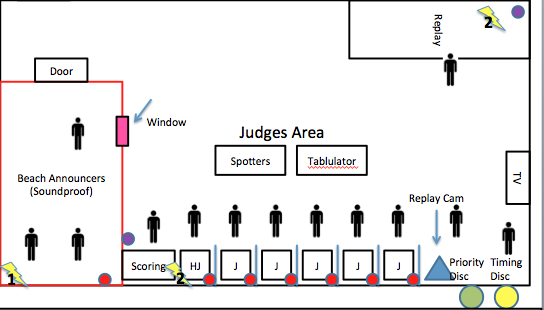 Replay
2
Door
Window
Judges Area
Spotters
Tablulator
Beach Announcers
(Soundproof)
TV
Replay Cam
1
Scoring
2
HJ
J
J
J
J
J
Priority
Disc
Timing
Disc